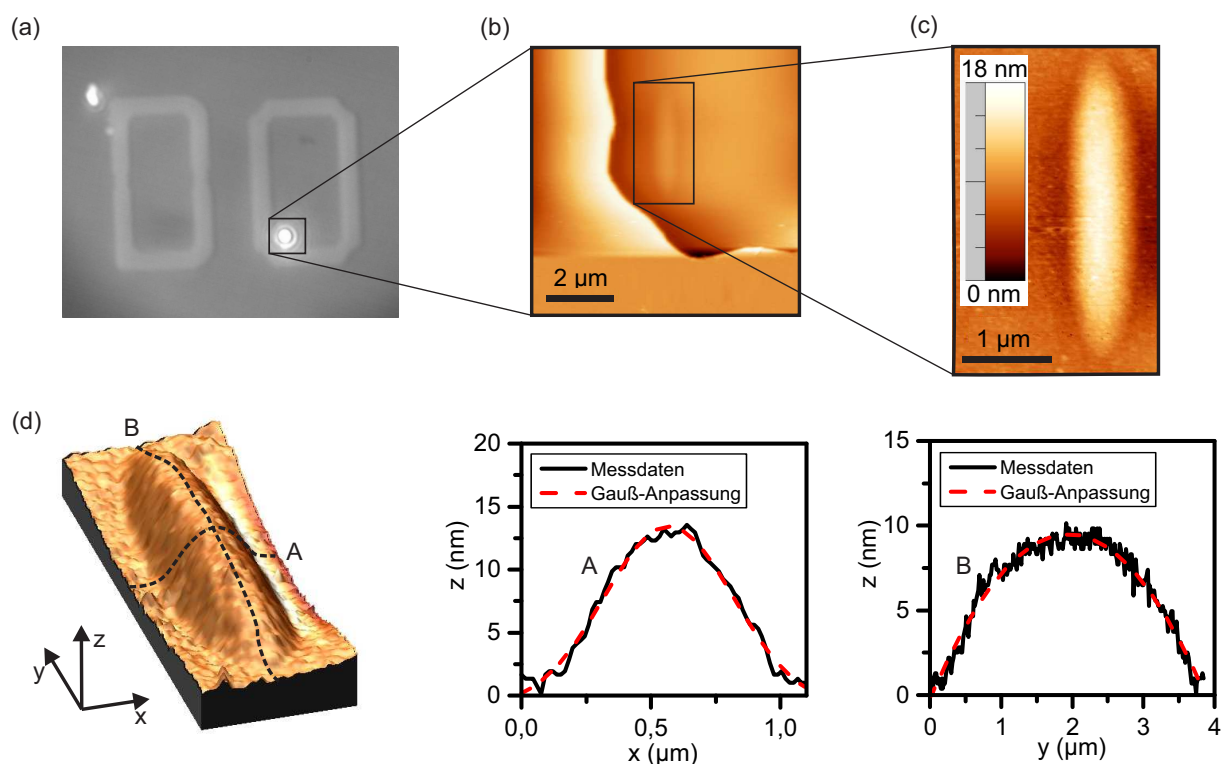 (a)
(b)
(c)
2 µm
18 nm
0 nm
1 µm
(d)
B
A
z
y
x
20
15
10
5
0
z (nm)
Messdaten
Gauß-Anpassung
A
0,0
0,5
1,0
x (µm)
15
10
5
0
z (nm)
Messdaten
Gauß-Anpassung
B
0
1
2
3
4
y (µm)